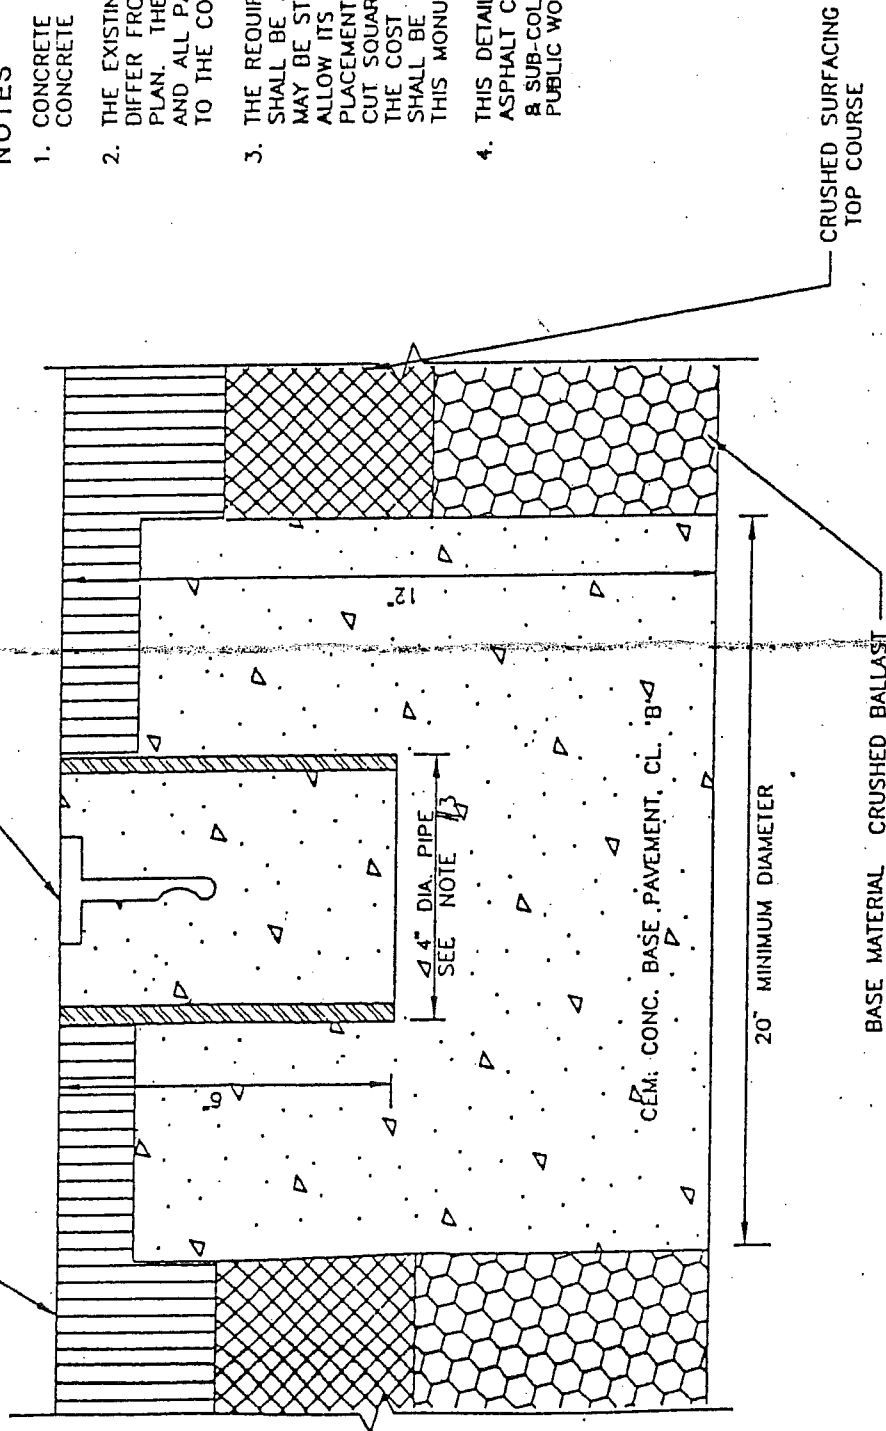 NOTES
1. CONCRETE
CONCRETE
2. THE EXISTIN
DIFFER FRO
PLAN. THE
AND ALL PA
TO THE CO
3. THE REQUIR
SHALL BE
MAY BE ST
ALLOW ITS
PLACEMENT
CUT SQUAR
THE COST
SHALL BE
THIS MONU
4. THIS DETAIL
ASPHALT C
& SUB-COL
PUBLIC WO
6"
12"
4" DIA. PIPE
SEE NOTE 3
CEM. CONC. BASE PAVEMENT, CL. 'B'
20" MINIMUM DIAMETER
CRUSHED SURFACING
TOP COURSE
BASE MATERIAL CRUSHED BALLAST